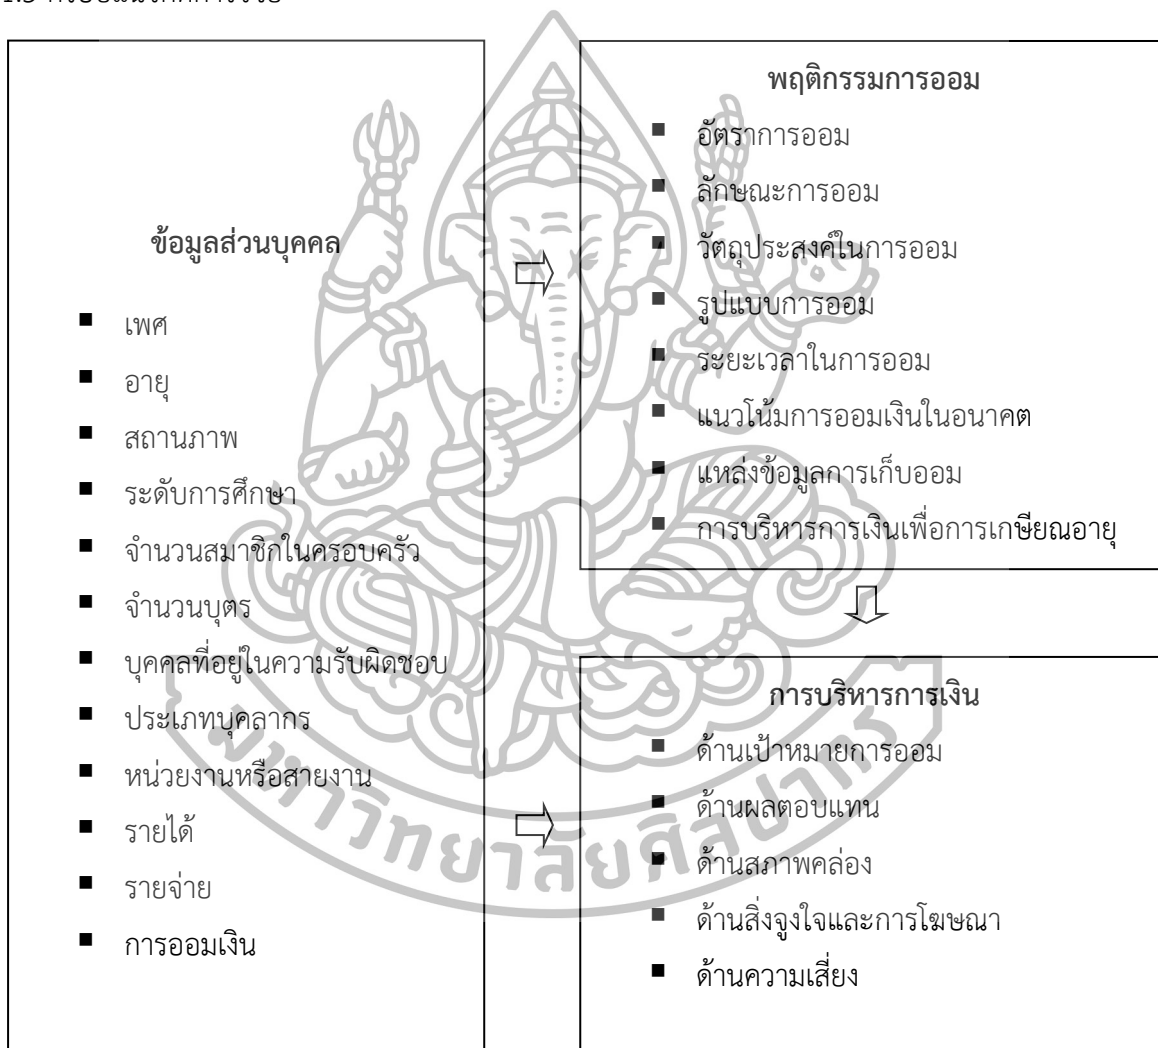 ข้อมูลส่วนบุคคล
▪ เพศ
▪ อายุ
▪ สถานภาพ
▪ ระดับการศึกษา
▪ จำนวนสมาชิกในครอบครัว
▪ จำนวนบุตร
▪ บุคคลที่อยู่ในความรับผิดชอบ
▪ ประเภทบุคลากร
▪ หน่วยงานหรือสายงาน
▪ รายได้
▪ รายจ่าย
▪ การออมเงิน
พฤติกรรมการออม
▪ อัตราการออม
▪ ลักษณะการออม
▪ วัตถุประสงค์ในการออม
▪ รูปแบบการออม
▪ ระยะเวลาในการออม
▪ แนวโน้มการออมเงินในอนาคต
▪ แหล่งข้อมูลการเก็บออม
▪ การบริหารการเงินเพื่อการเกษียณอายุ
การบริหารการเงิน
▪ ด้านเป้าหมายการออม
▪ ด้านผลตอบแทน
▪ ด้านสภาพคล่อง
▪ ด้านสิ่งจูงใจและการโฆษณา
▪ ด้านความเสี่ยง
มหาวิทยาลัยศิลปากร